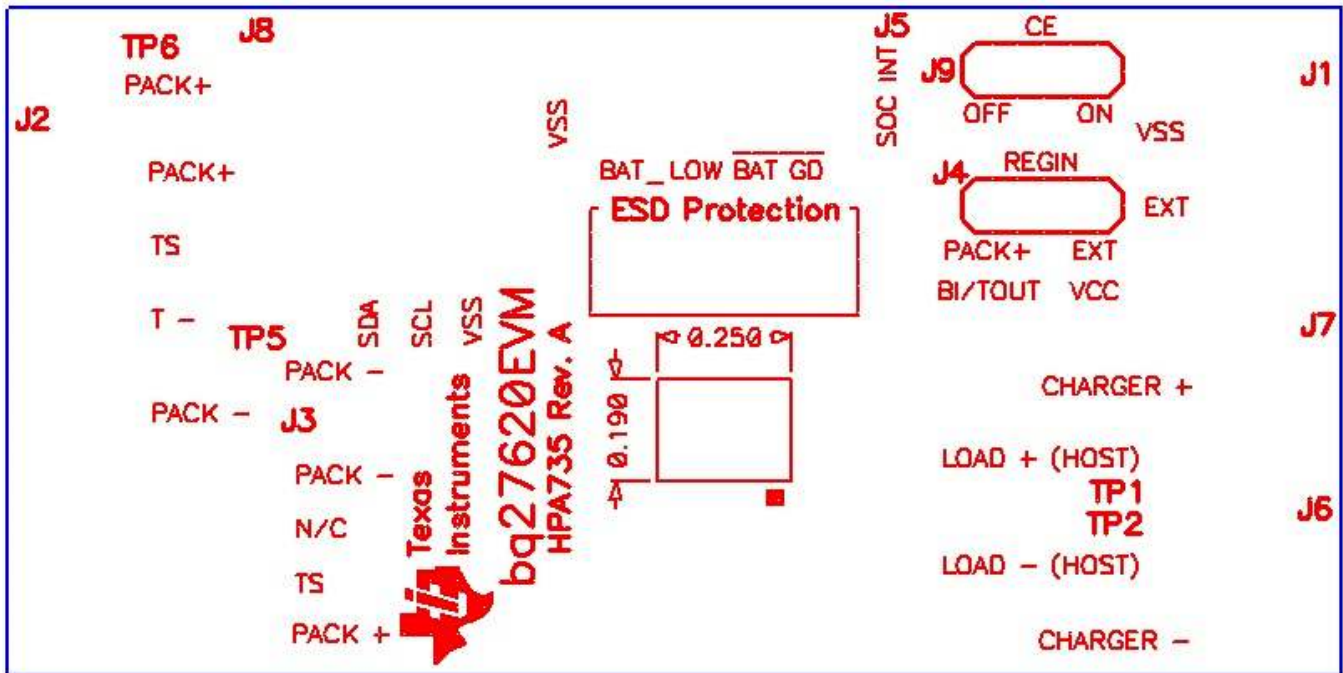 J8
J5
CE
TP6
J9
J1
PACK+
SOC INT
J2
OFF ON
VSS
VSS
PACK+
BAT_LOW BAT GD
REGIN
J4
ESD Protection
EXT
TS
PACK+ EXT
BI/TOUT VCC
T -
TP5
SDA
SCL
VSS
0.250
J7
PACK -
CHARGER +
PACK -
J3
0.190
bq27620EVM
HPA735 Rev. A
LOAD + (HOST)
PACK -
TP1
Texas
Instruments
TP2
J6
N/C
LOAD - (HOST)
TS
PACK +
CHARGER -